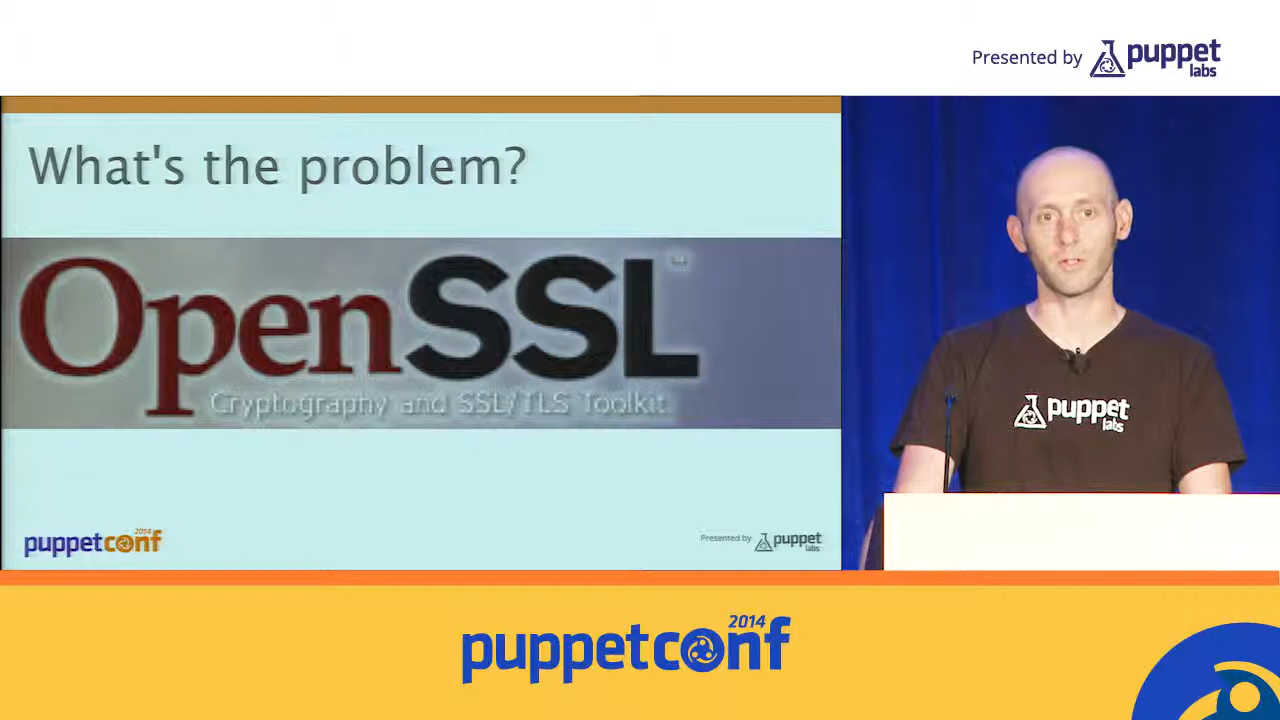 Presented by puppet labs
What's the problem?
OpenSSL™
Cryptography and SSL/TLS Toolkit
puppet labs
puppetconf 2014
Presented by puppet labs
puppetconf 2014